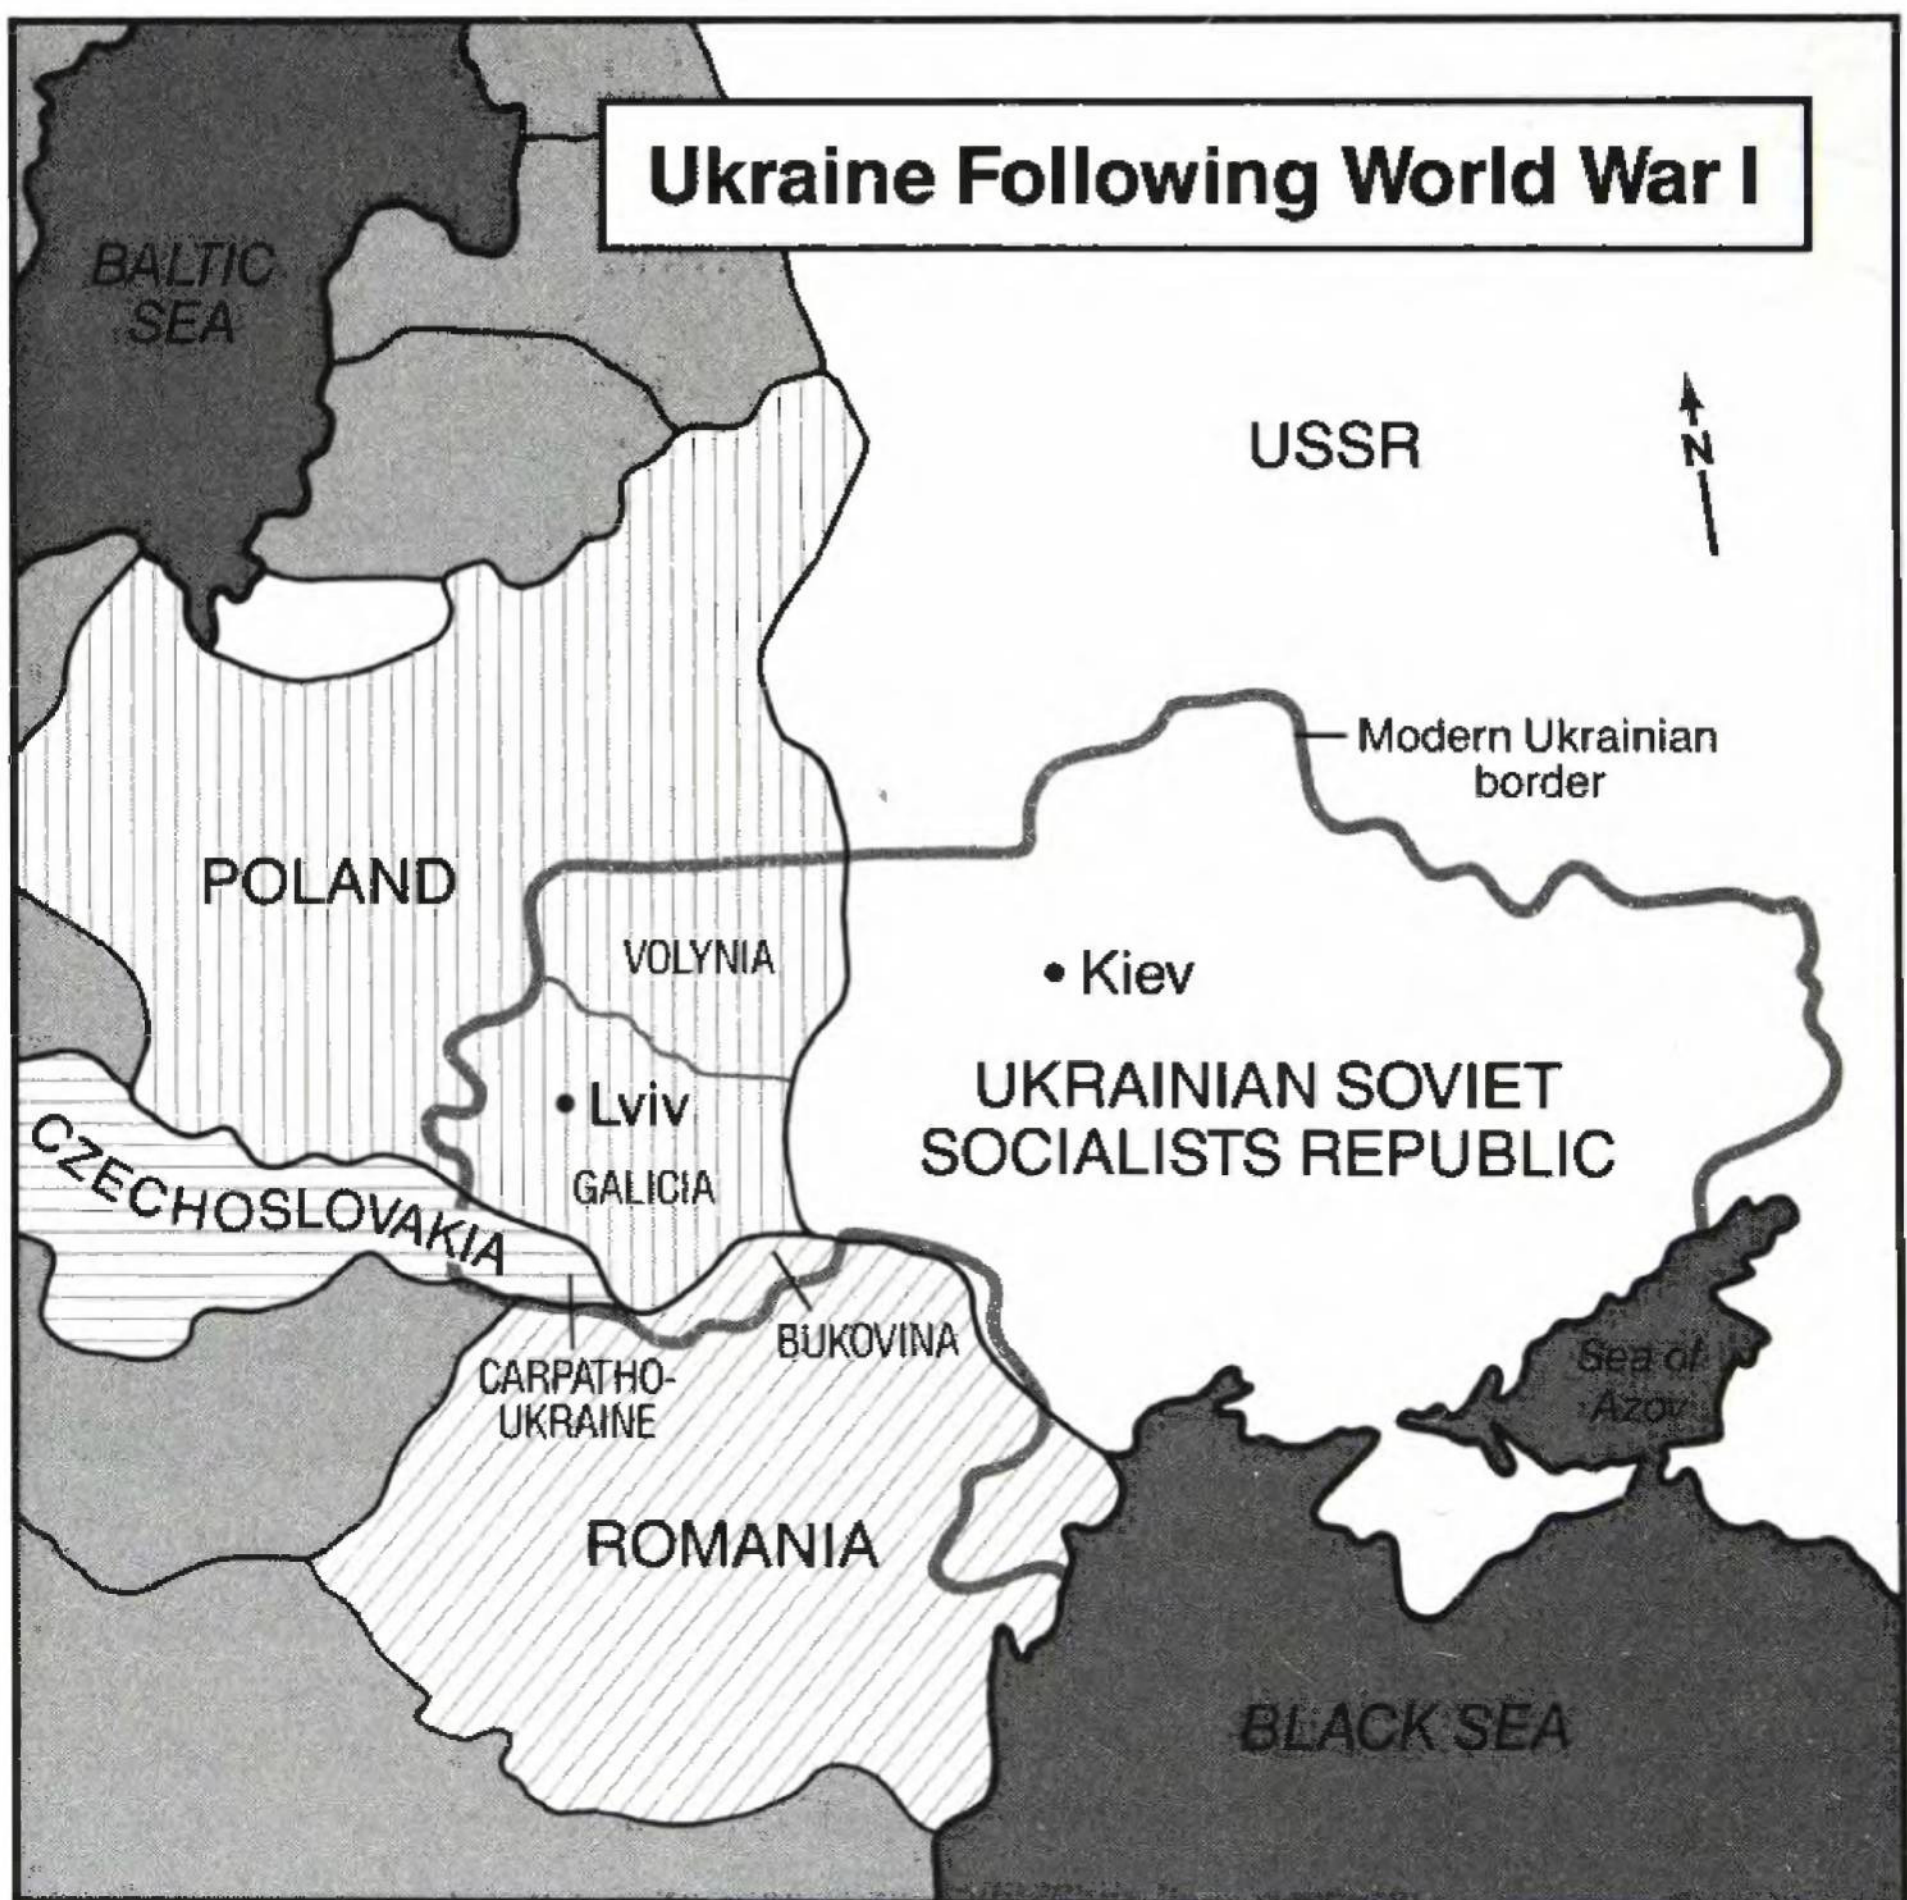 Ukraine Following World War I
BALTIC
SEA
USSR
N
Modern Ukrainian
border
POLAND
VOLYNIA
Kiev
UKRAINIAN SOVIET
SOCIALISTS REPUBLIC
Lviv
GALICIA
CZECHOSLOVAKIA
BUKOVINA
CARPATHO-
UKRAINE
Sea of
Azov
ROMANIA
BLACK SEA